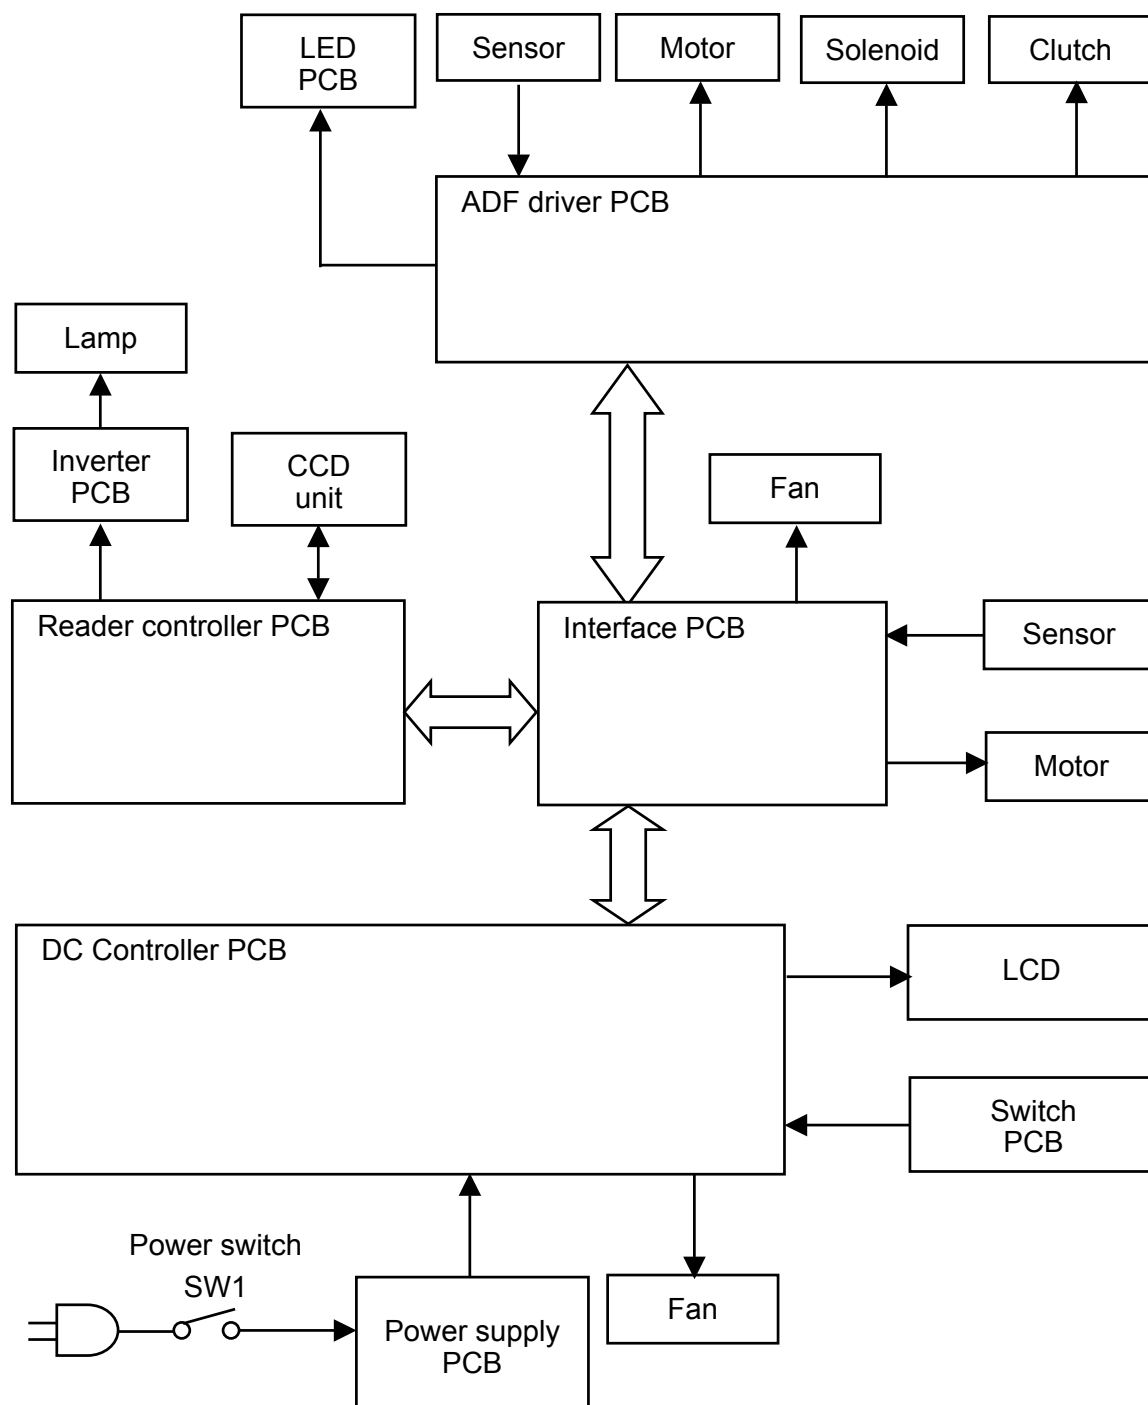 LED
PCB
Sensor
Motor
Solenoid
Clutch
ADF driver PCB
Lamp
Inverter
PCB
CCD
unit
Fan
Reader controller PCB
Interface PCB
Sensor
Motor
DC Controller PCB
LCD
Switch
PCB
Power switch
SW1
Power supply
PCB
Fan